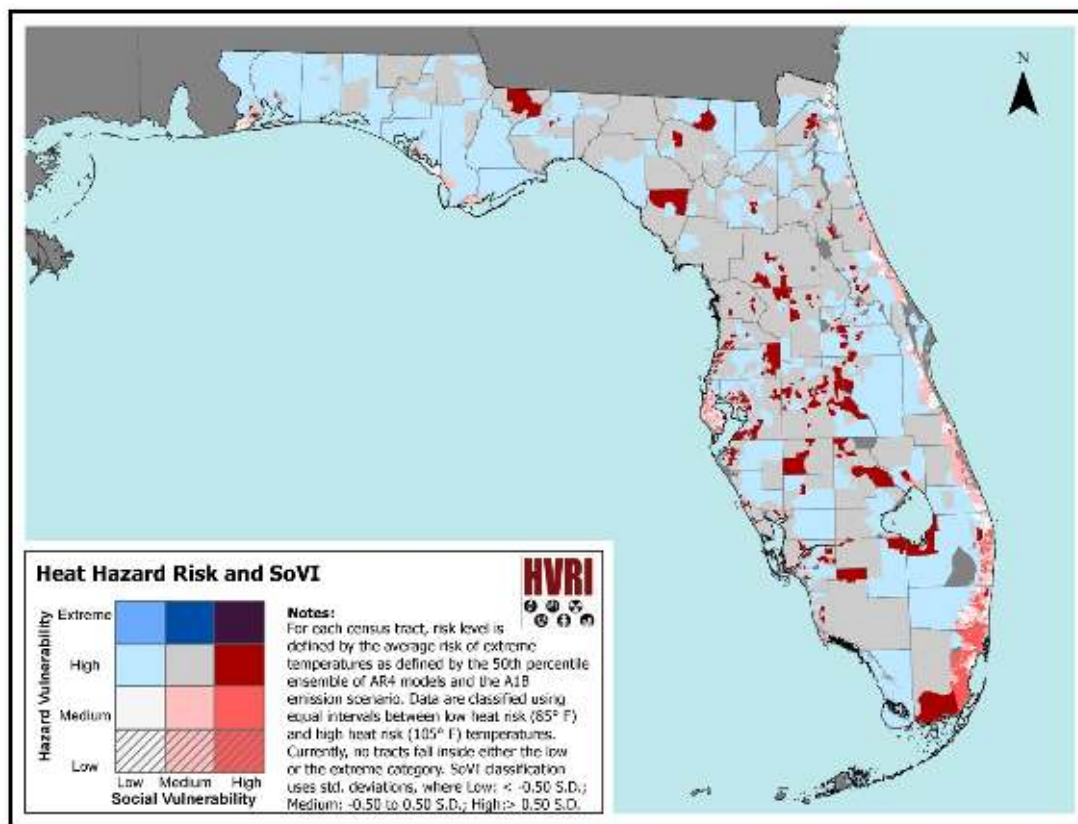 N
Heat Hazard Risk and SoVI
HVRI
Hazard Vulnerability
Extreme
High
Medium
Low
Low Medium High
Social Vulnerability
Notes:
For each census tract, risk level is
defined by the average risk of extreme
temperatures as defined by the 50th percentile
ensemble of AR4 models and the A1B
emission scenario. Data are classified using
equal intervals between low heat risk (85° F)
and high heat risk (105° F) temperatures.
Currently, no tracts fall inside either the low
or the extreme category. SoVI classification
uses std. deviations, where Low: < -0.50 S.D.;
Medium: -0.50 to 0.50 S.D.; High:> 0.50 S.D.